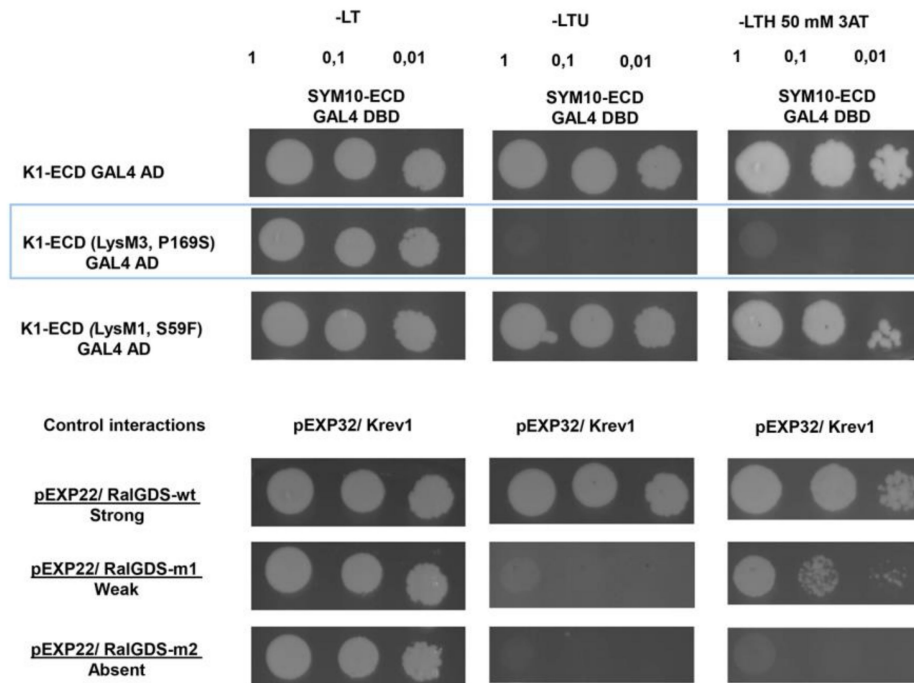 -LT -LTU -LTH 50 mM 3AT
1 0,1 0,01 1 0,1 0,01 1 0,1 0,01
SYM10-ECD SYM10-ECD SYM10-ECD
GAL4 DBD GAL4 DBD GAL4 DBD
K1-ECD GAL4 AD
K1-ECD (LysM3, P169S)
GAL4 AD
K1-ECD (LysM1, S59F)
GAL4 AD
Control interactions pEXP32/ Krev1 pEXP32/ Krev1 pEXP32/ Krev1
pEXP22/ RalGDS-wt
Strong
pEXP22/ RalGDS-m1
Weak
pEXP22/ RalGDS-m2
Absent